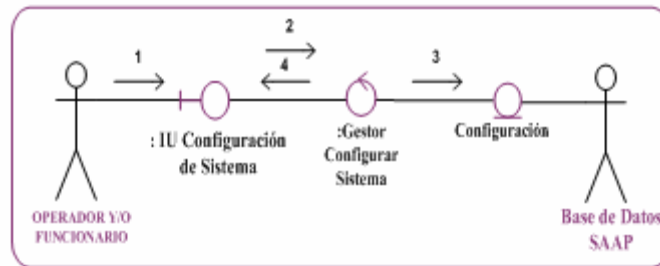 2
1
4
3
: IU Configuración
de Sistema
:Gestor
Configurar
Sistema
Configuración
OPERADOR Y/O
FUNCIONARIO
Base de Datos
SAAP